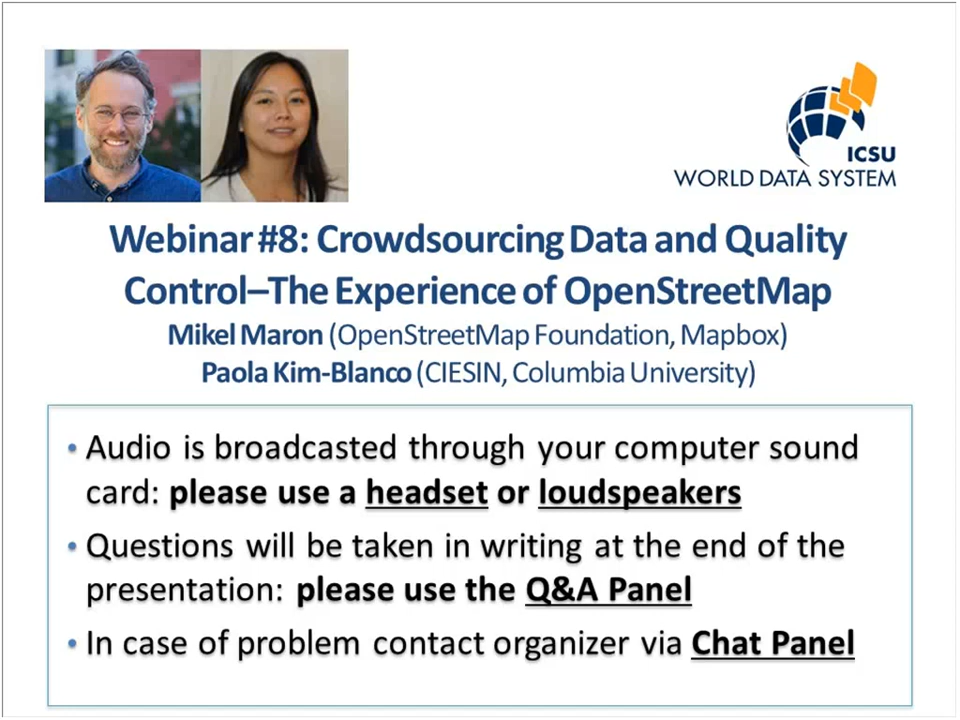 ICSU
WORLD DATA SYSTEM
Webinar #8: Crowdsourcing Data and Quality
Control–The Experience of OpenStreetMap
Mikel Maron (OpenStreetMap Foundation, Mapbox)
Paola Kim-Blanco (CIESIN, Columbia University)
• Audio is broadcasted through your computer sound
card: please use a headset or loudspeakers
• Questions will be taken in writing at the end of the
presentation: please use the Q&A Panel
• In case of problem contact organizer via Chat Panel